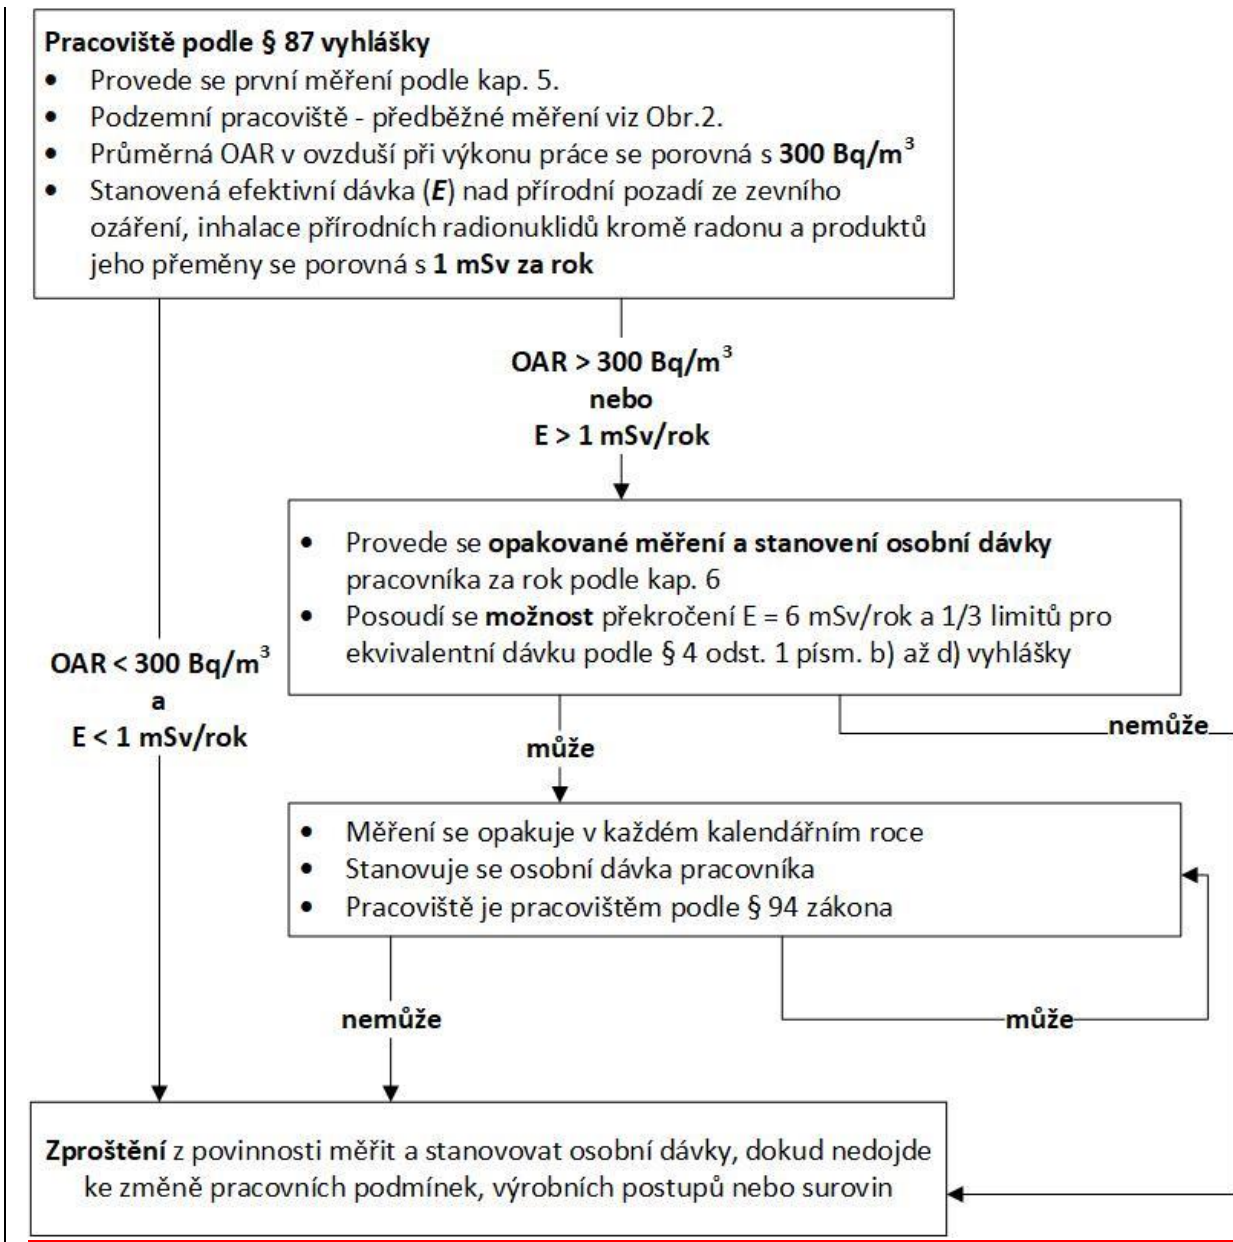 Pracoviště podle § 87 vyhlášky
• Provede se první měření podle kap. 5.
• Podzemní pracoviště - předběžné měření viz Obr.2.
• Průměrná OAR v ovzduší při výkonu práce se porovná s 300 Bq/m³
• Stanovená efektivní dávka (E) nad přírodní pozadí ze zevního
ozáření, inhalace přírodních radionuklidů kromě radonu a produktů
jeho přeměny se porovná s 1 mSv za rok
OAR > 300 Bq/m³
nebo
E > 1 mSv/rok
• Provede se opakované měření a stanovení osobní dávky
pracovníka za rok podle kap. 6
• Posoudí se možnost překročení E = 6 mSv/rok a 1/3 limitů pro
ekvivalentní dávku podle § 4 odst. 1 písm. b) až d) vyhlášky
OAR < 300 Bq/m³
a
E < 1 mSv/rok
může
nemůže
• Měření se opakuje v každém kalendářním roce
• Stanovuje se osobní dávka pracovníka
• Pracoviště je pracovištěm podle § 94 zákona
nemůže
může
Zproštění z povinnosti měřit a stanovovat osobní dávky, dokud nedojde
ke změně pracovních podmínek, výrobních postupů nebo surovin